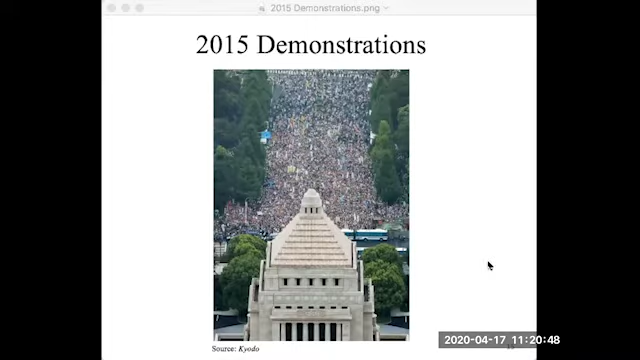 2015 Demonstrations.png
2015 Demonstrations
Source: Kyodo
2020-04-17 11:20:48